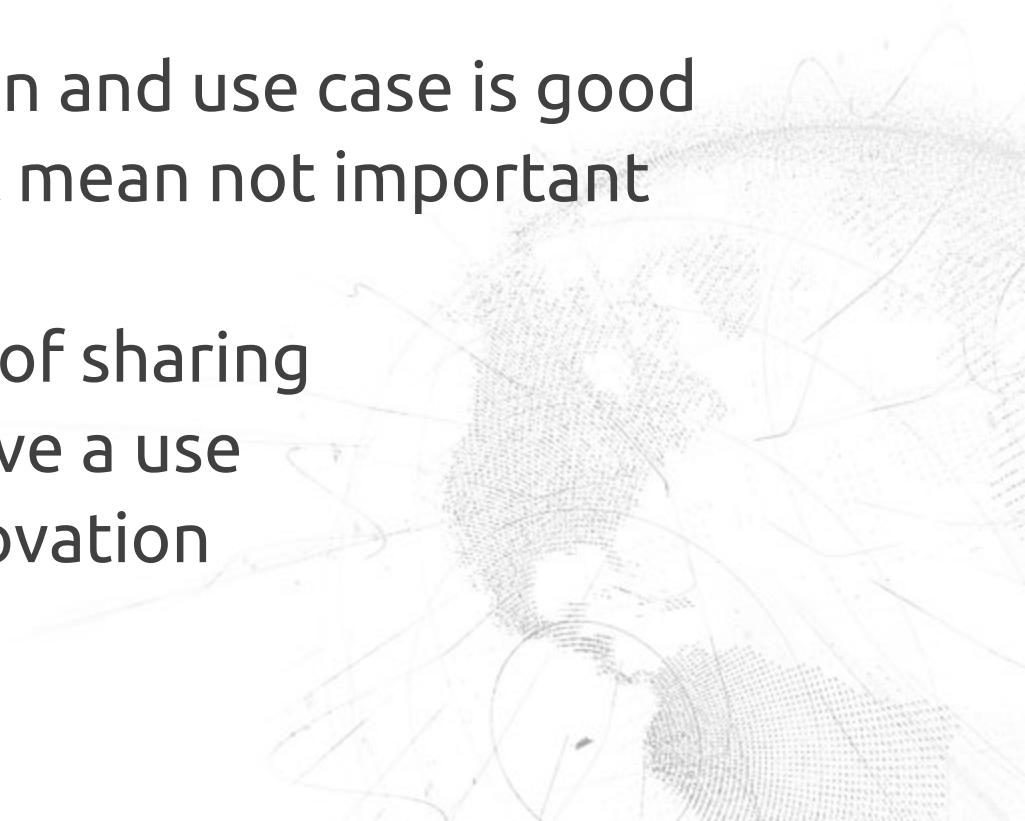 n and use case is good
mean not important
of sharing
ve a use
ovation